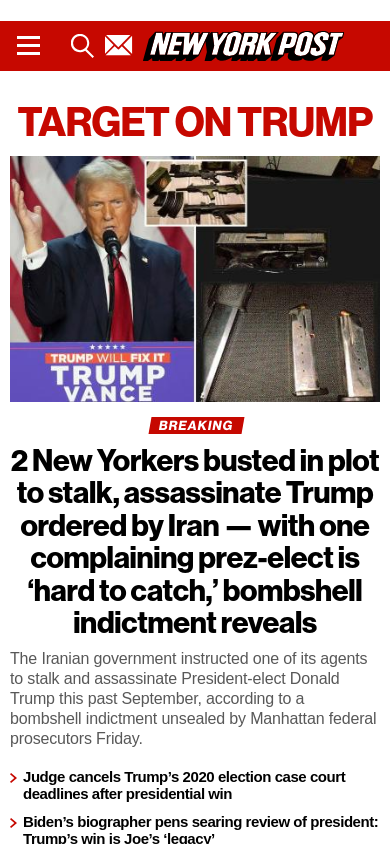 NEW YORK POST
TARGET ON TRUMP
TRUMP WILL FIX IT
TRUMP
VANCE
BREAKING
2 New Yorkers busted in plot
to stalk, assassinate Trump
ordered by Iran — with one
complaining prez-elect is
‘hard to catch,’ bombshell
indictment reveals
The Iranian government instructed one of its agents
to stalk and assassinate President-elect Donald
Trump this past September, according to a
bombshell indictment unsealed by Manhattan federal
prosecutors Friday.
Judge cancels Trump’s 2020 election case court
deadlines after presidential win
Biden’s biographer pens searing review of president:
Trump’s win is Joe’s ‘legacy’